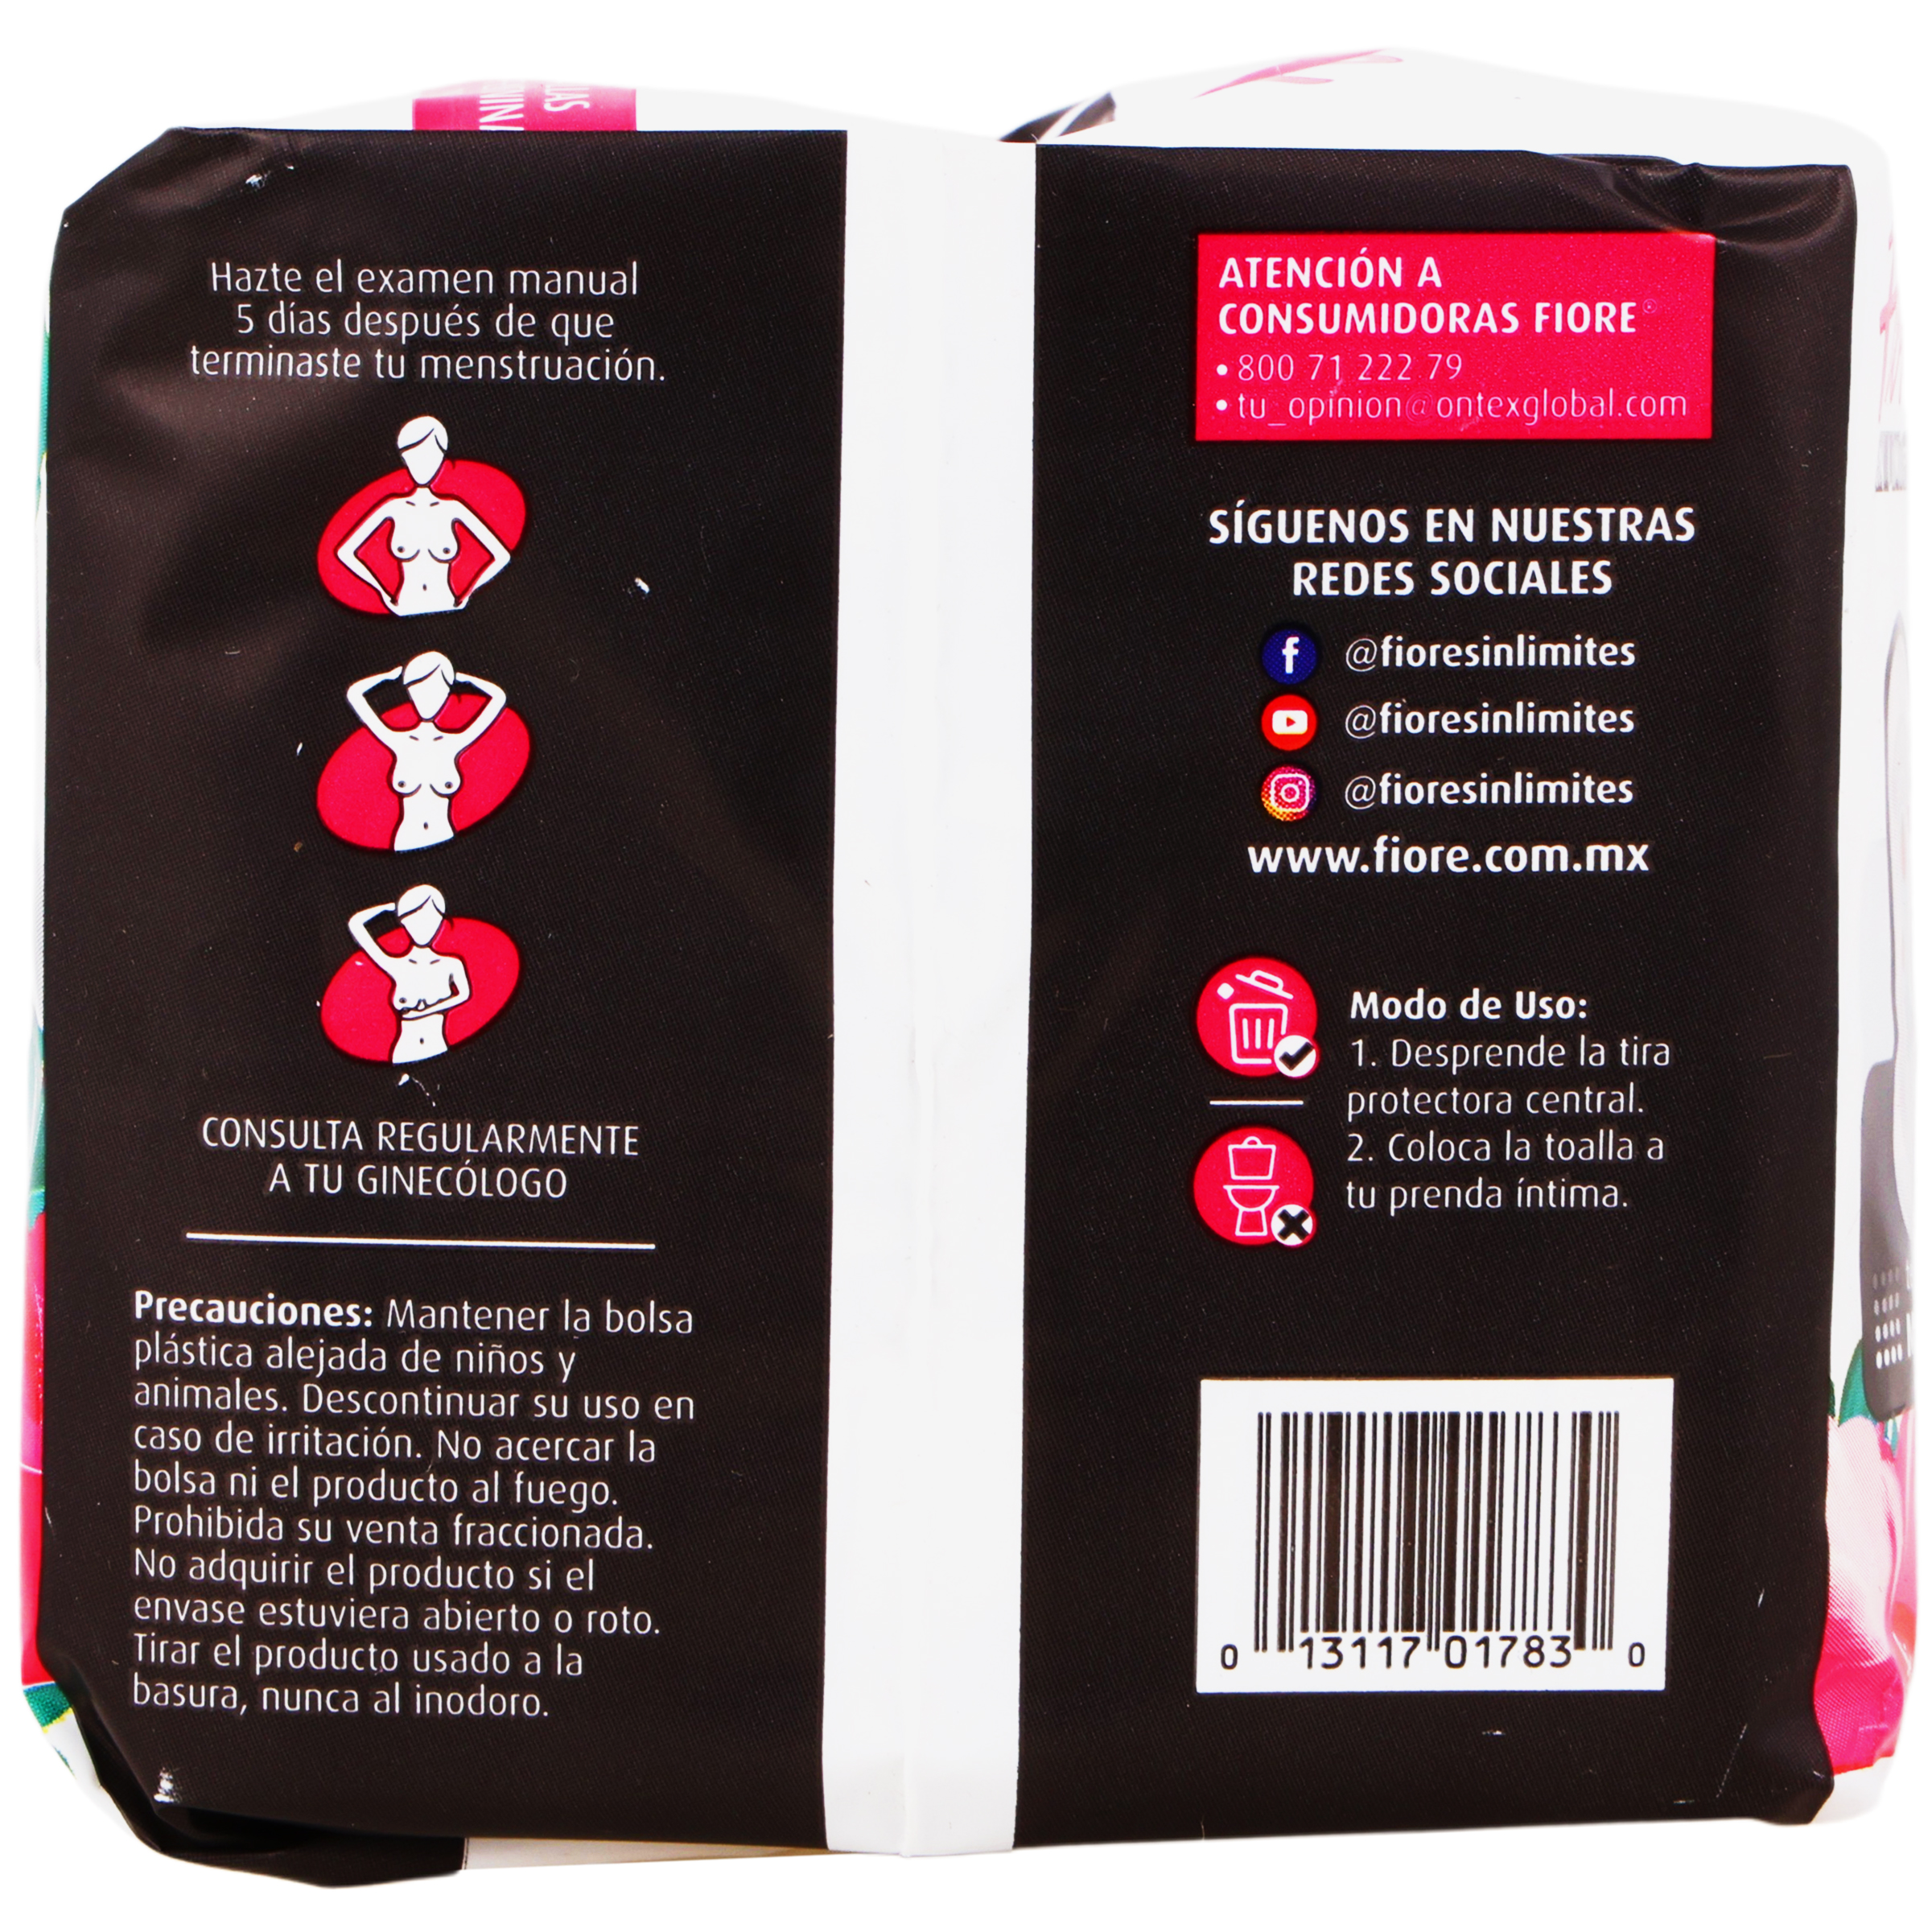 Hazte el examen manual
5 días después de que
terminaste tu menstruación.
CONSULTA REGULARMENTE
A TU GINECÓLOGO
Precauciones: Mantener la bolsa
plástica alejada de niños y
animales. Descontinuar su uso en
caso de irritación. No acercar la
bolsa ni el producto al fuego.
Prohibida su venta fraccionada.
No adquirir el producto si el
envase estuviera abierto o roto.
Tirar el producto usado a la
basura, nunca al inodoro.
ATENCIÓN A
CONSUMIDORAS FIORE®
• 800 71 222 79
• tu_opinion@ontexglobal.com
SÍGUENOS EN NUESTRAS
REDES SOCIALES
@fioresinlimites
@fioresinlimites
@fioresinlimites
www.fiore.com.mx
Modo de Uso:
1. Desprende la tira
protectora central.
2. Coloca la toalla a
tu prenda íntima.
0 13117 01783 0